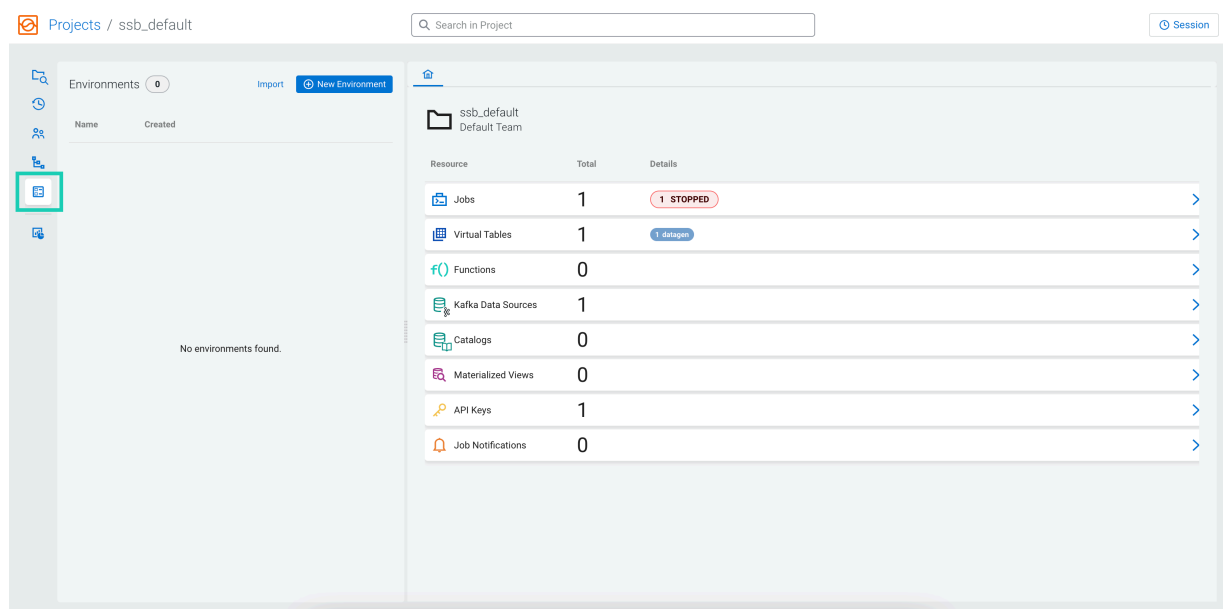 Projects / ssb_default
Search in Project
Session
Environments 0
Import
New Environment
Name Created
No environments found.
ssb_default
Default Team
Resource Total Details
Jobs 1 1 STOPPED
Virtual Tables 1 1 datagen
f() Functions 0
Kafka Data Sources 1
Catalogs 0
Materialized Views 0
API Keys 1
Job Notifications 0